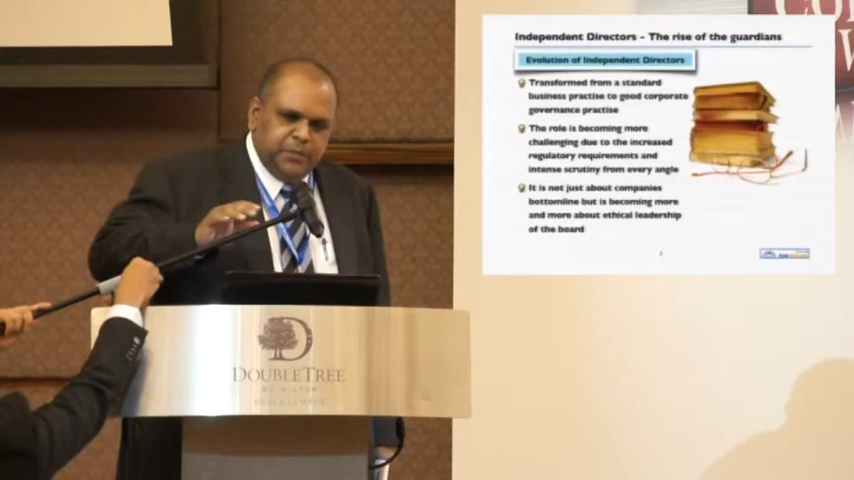 Independent Directors - The rise of the guardians
Evolution of Independent Directors
Transformed from a standard
business practise to good corporate
governance practise
The role is becoming more
challenging due to the increased
regulatory requirements and
intense scrutiny from every angle
It is not just about companies
bottomline but is becoming more
and more about ethical leadership
of the board
D
DOUBLETREE
BY HILTON
KUALA LUMPUR